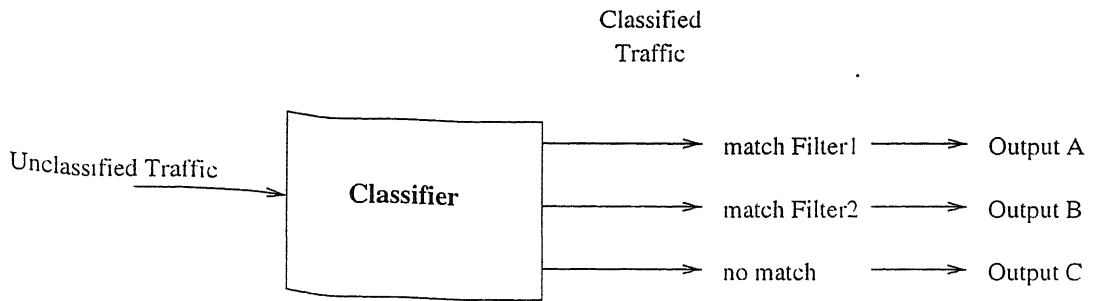 Classified
Traffic
Unclassified Traffic
Classifier
match Filter1
Output A
match Filter2
Output B
no match
Output C